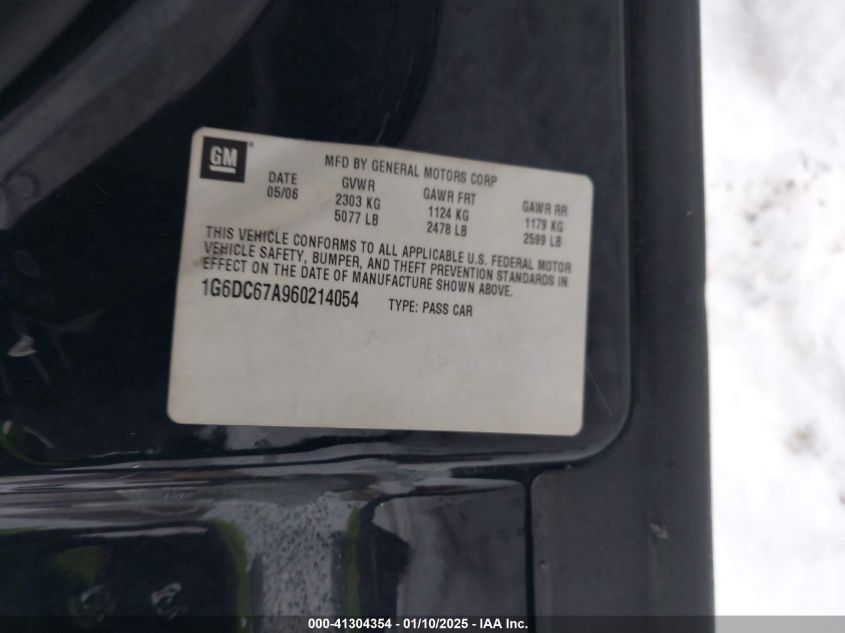 GM
MFD BY GENERAL MOTORS CORP
DATE GVWR GAWR FRT GAWR RR
05/06 2303 KG 1124 KG 1179 KG
5077 LB 2478 LB 2599 LB
THIS VEHICLE CONFORMS TO ALL APPLICABLE U.S. FEDERAL MOTOR
VEHICLE SAFETY, BUMPER, AND THEFT PREVENTION STANDARDS IN
EFFECT ON THE DATE OF MANUFACTURE SHOWN ABOVE.
1G6DC67A960214054 TYPE: PASS CAR
000-41304354 - 01/10/2025 - IAA Inc.